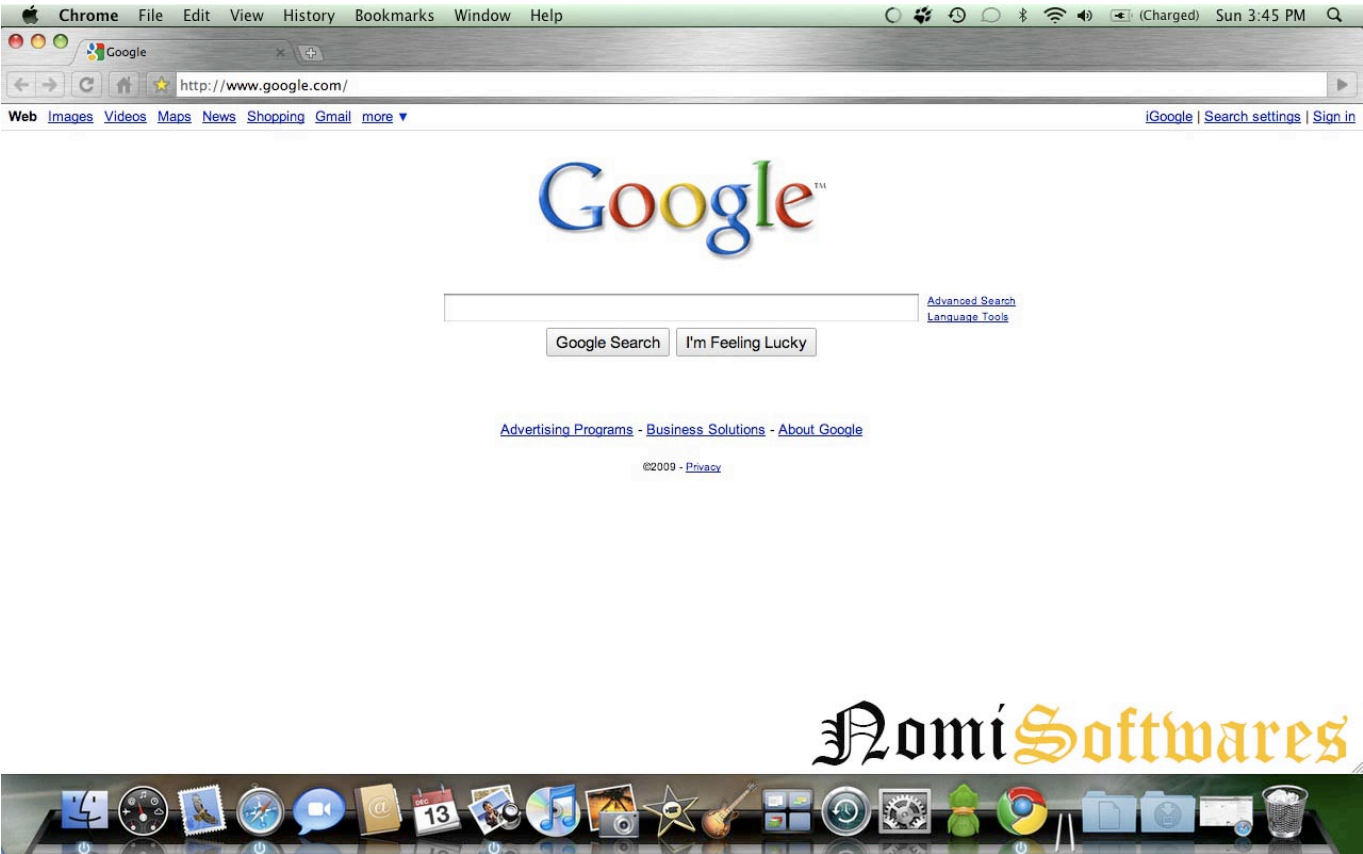 Chrome File Edit View History Bookmarks Window Help (Charged) Sun 3:45 PM
Google
http://www.google.com/
Web Images Videos Maps News Shopping Gmail more ▼ iGoogle | Search settings | Sign in
Google™
Advanced Search
Language Tools
Google Search I'm Feeling Lucky
Advertising Programs - Business Solutions - About Google
©2009 - Privacy
NomiSoftwares
DEC
13